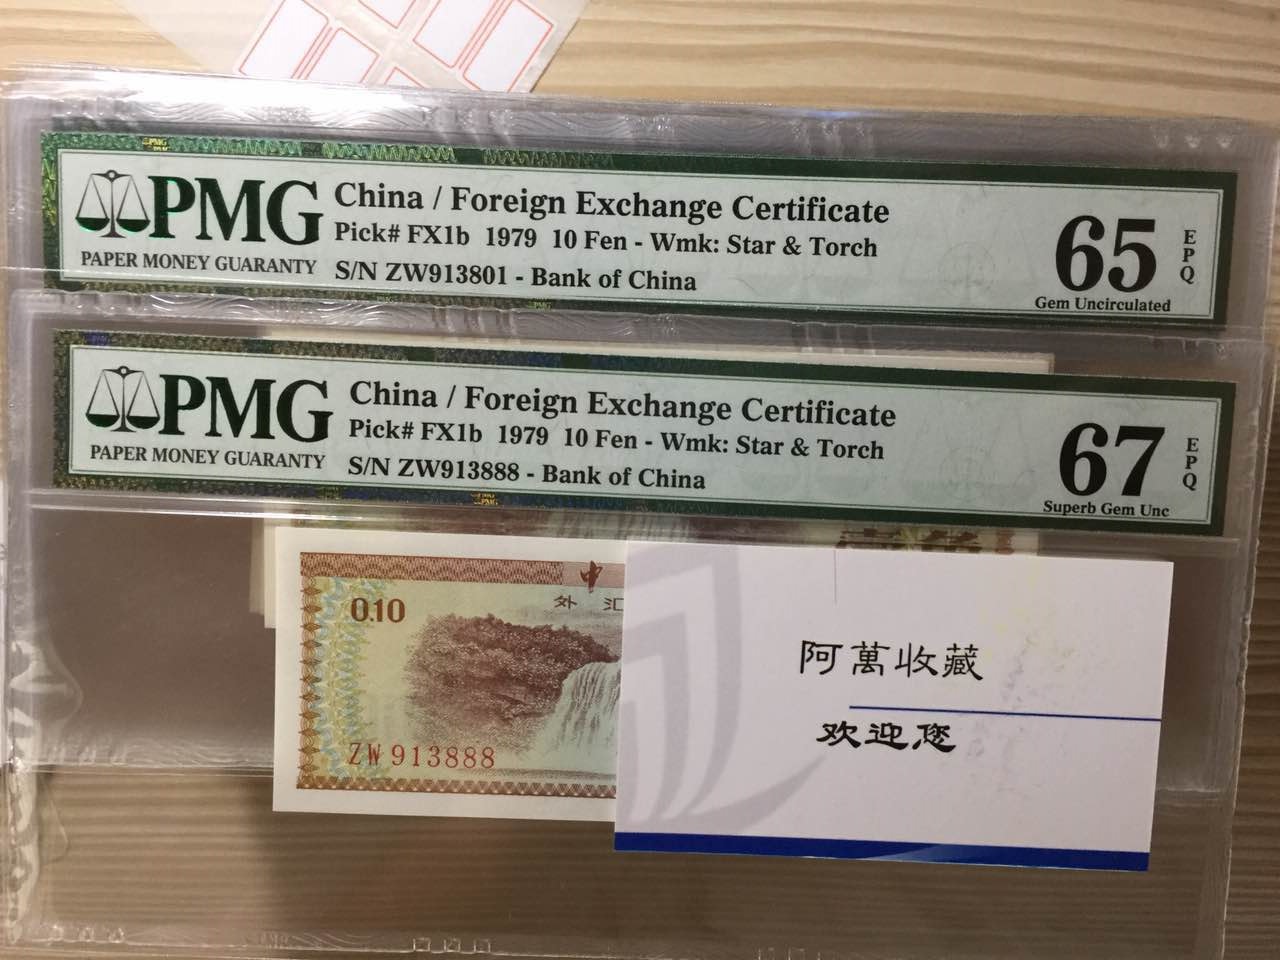 PMG
PAPER MONEY GUARANTY
China / Foreign Exchange Certificate
Pick# FX1b 1979 10 Fen - Wmk: Star & Torch
S/N ZW913801 - Bank of China
65
EPQ
Gem Uncirculated
PMG
PAPER MONEY GUARANTY
China / Foreign Exchange Certificate
Pick# FX1b 1979 10 Fen - Wmk: Star & Torch
S/N ZW913888 - Bank of China
67
EPQ
Superb Gem Unc
中
0.10
外汇
ZW 913888
阿萬收藏
欢迎您